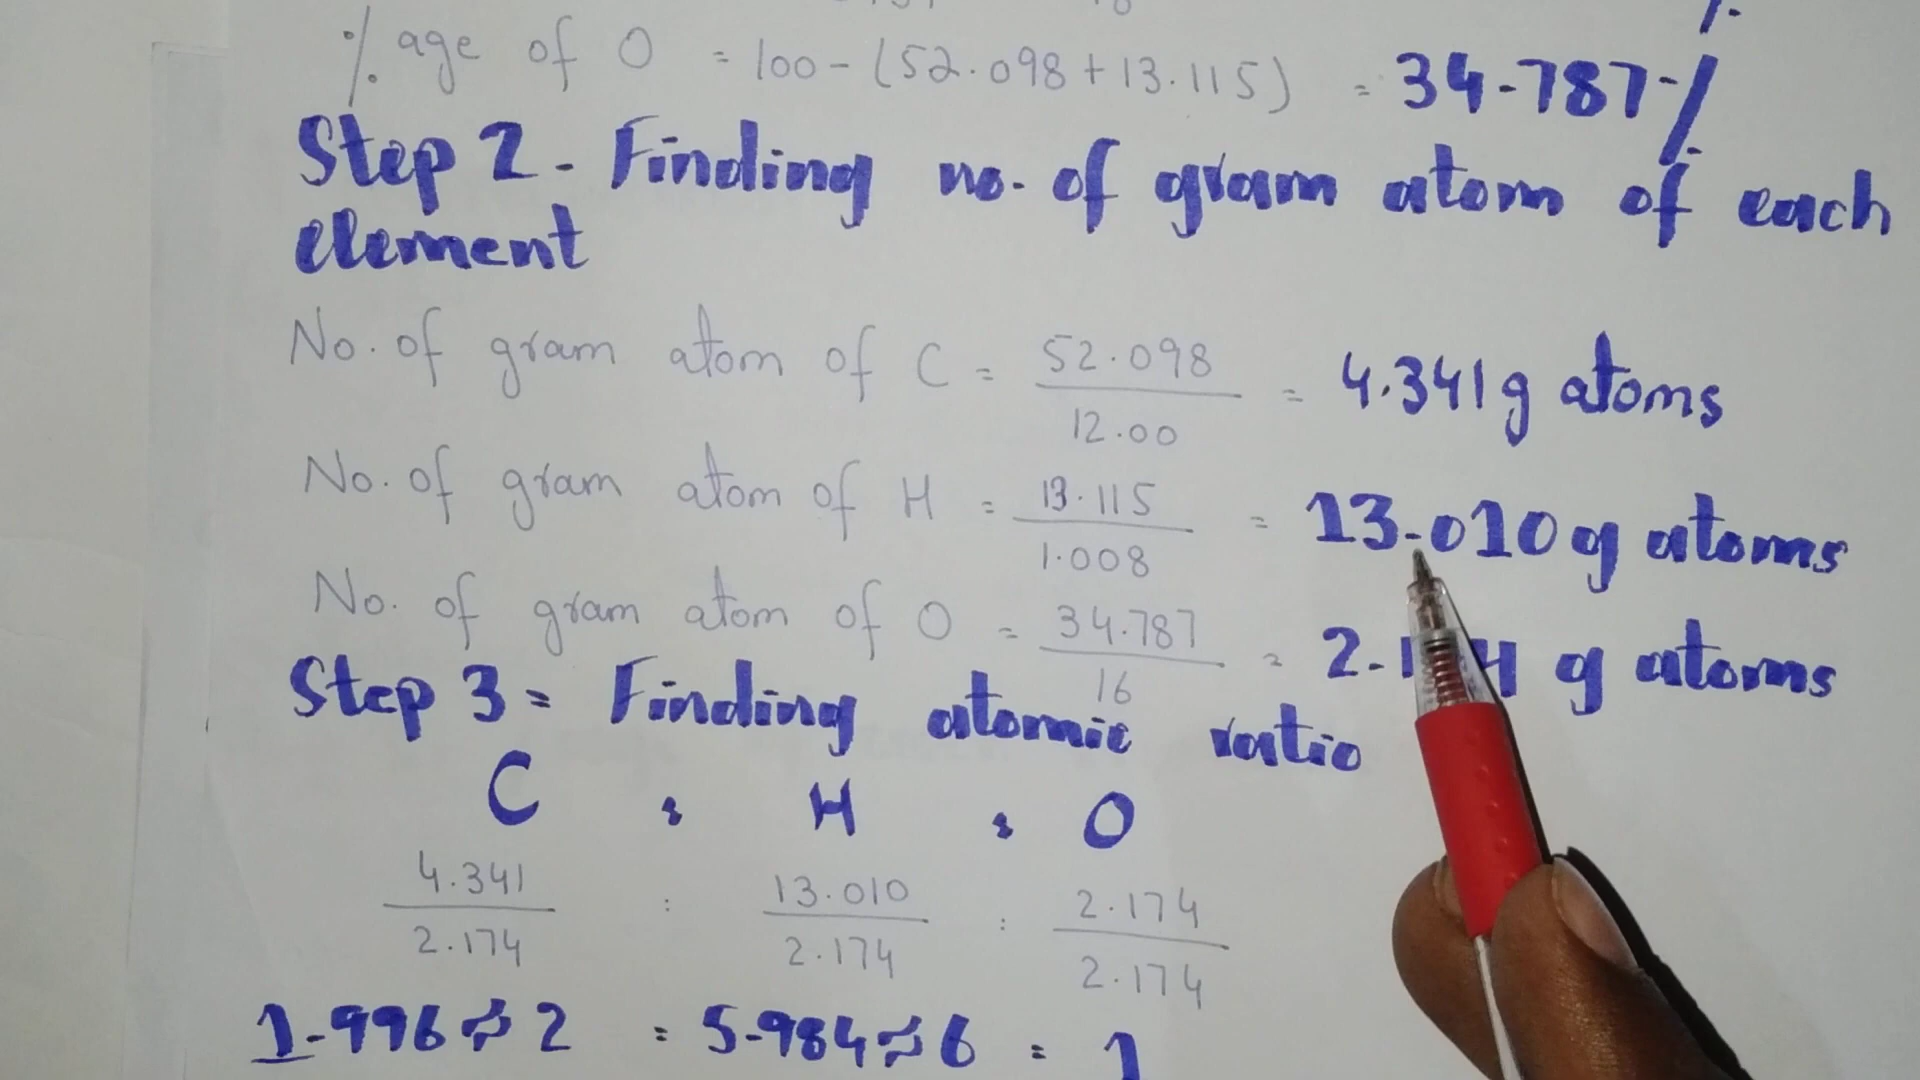 %age of O = 100 - (52.098 + 13.115) = 34.787%
Step 2 - Finding no. of gram atom of each
element
No. of gram atom of C = 52.098 / 12.00 = 4.341 g atoms
No. of gram atom of H = 13.115 / 1.008 = 13.010 g atoms
No. of gram atom of O = 34.787 / 16 = g atoms
Step 3 = Finding atomic ratio
C : H : O
4.341 / 2.174 : 13.010 / 2.174 : 2.174 / 2.174
1.996 ≈ 2 : 5.984 ≈ 6 : 1